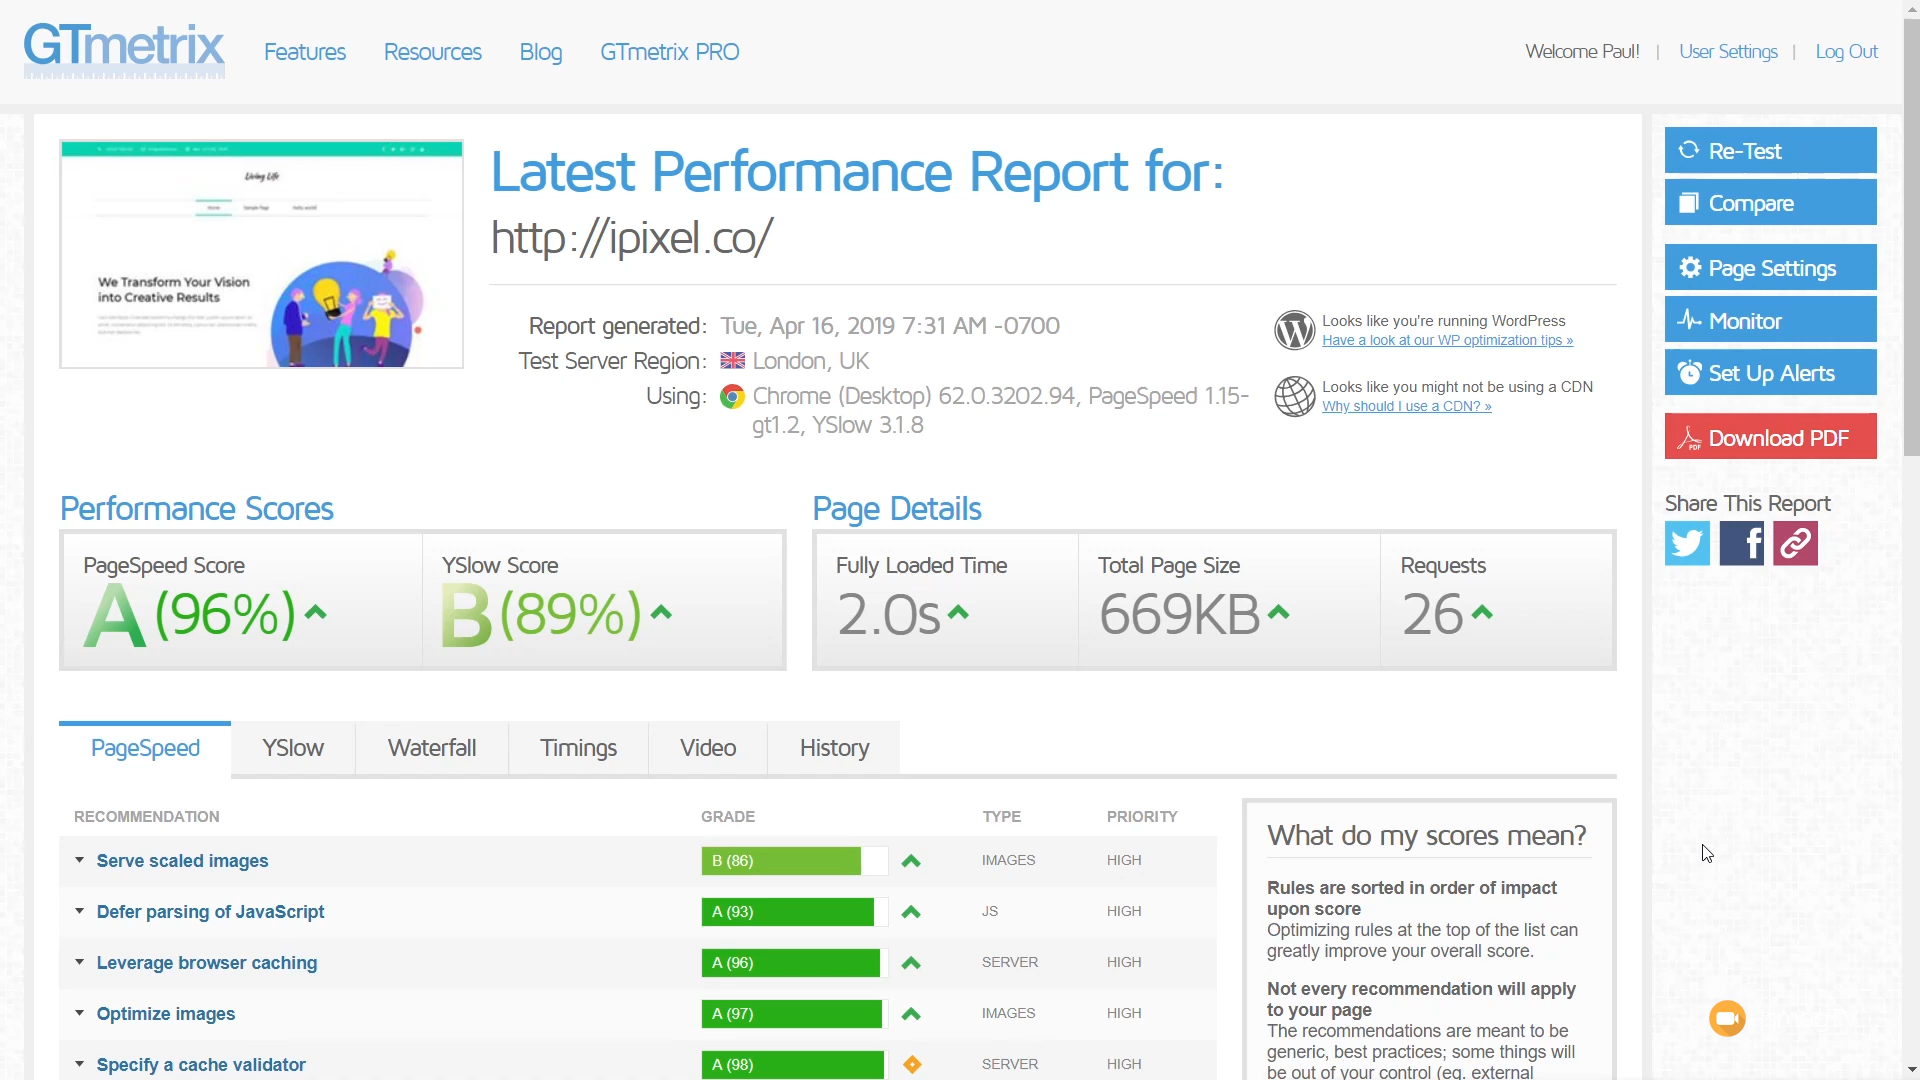 GTmetrix
Features
Resources
Blog
GTmetrix PRO
Welcome Paul!
|
User Settings
|
Log Out
Living Life
We Transform Your Vision
into Creative Results
Latest Performance Report for:
http://ipixel.co/
Report generated: Tue, Apr 16, 2019 7:31 AM -0700
Test Server Region: London, UK
Using: Chrome (Desktop) 62.0.3202.94, PageSpeed 1.15-
gt1.2, YSlow 3.1.8
Looks like you're running WordPress
Have a look at our WP optimization tips »
Looks like you might not be using a CDN
Why should I use a CDN? »
Re-Test
Compare
Page Settings
Monitor
Set Up Alerts
PDF
Download PDF
Share This Report
Performance Scores
PageSpeed Score
A (96%)
YSlow Score
B (89%)
Page Details
Fully Loaded Time
2.0s
Total Page Size
669KB
Requests
26
PageSpeed
YSlow
Waterfall
Timings
Video
History
RECOMMENDATION GRADE TYPE PRIORITY
Serve scaled images B (86) IMAGES HIGH
Defer parsing of JavaScript A (93) JS HIGH
Leverage browser caching A (96) SERVER HIGH
Optimize images A (97) IMAGES HIGH
Specify a cache validator A (98) SERVER HIGH
What do my scores mean?
Rules are sorted in order of impact
upon score
Optimizing rules at the top of the list can
greatly improve your overall score.
Not every recommendation will apply
to your page
The recommendations are meant to be
generic, best practices; some things will
be out of your control (eg. external